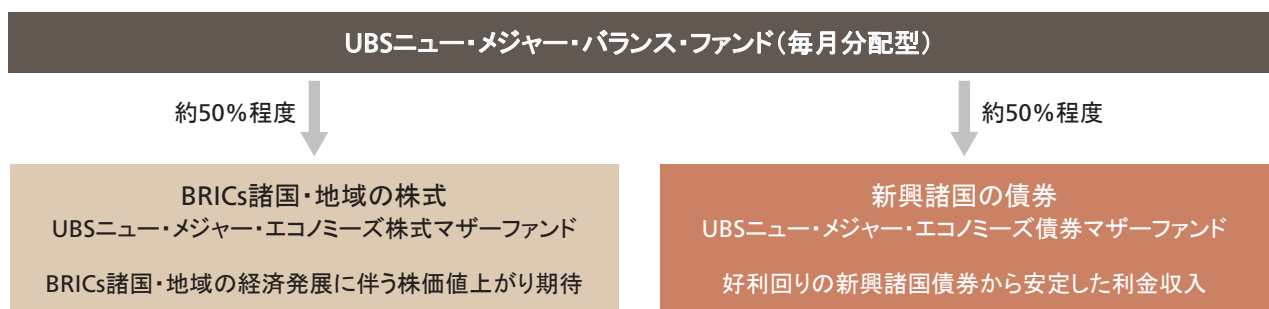 UBSニュー・メジャー・バランス・ファンド（毎月分配型）
約50%程度
約50%程度
BRICs諸国・地域の株式
UBSニュー・メジャー・エコノミーズ株式マザーファンド
BRICs諸国・地域の経済発展に伴う株価値上がり期待
新興諸国の債券
UBSニュー・メジャー・エコノミーズ債券マザーファンド
好利回りの新興諸国債券から安定した利金収入